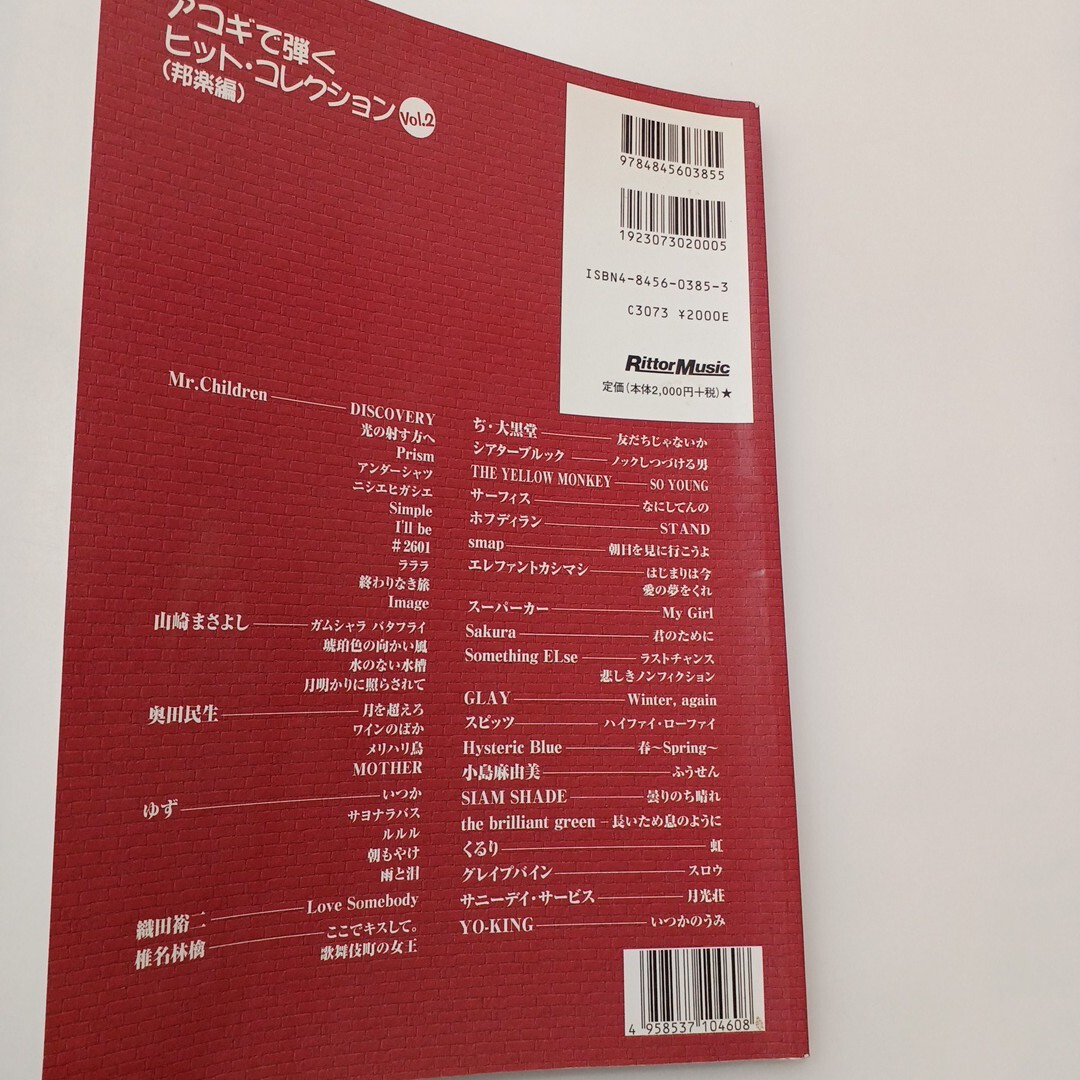 アコギで弾く
ヒット・コレクション Vol.2
(邦楽編)
9784845603855
1923073020005
ISBN4-8456-0385-3
C3073 ¥2000E
RittorMusic
定価(本体2,000円+税)★
Mr.Children DISCOVERY
光の射す方へ
Prism
アンダーシャツ
ニシエヒガシエ
Simple
I'll be
#2601
ラララ
終わりなき旅
Image
山崎まさよし ガムシャラ バタフライ
琥珀色の向かい風
水のない水槽
月明かりに照らされて
奥田民生 月を超えろ
ワインのばか
メリハリ鳥
MOTHER
ゆず いつか
サヨナラバス
ルルル
朝もやけ
雨と泪
織田裕二 Love Somebody
椎名林檎 ここでキスして。
歌舞伎町の女王
ぢ・大黒堂 友だちじゃないか
シアターブルック ノックしつづける男
THE YELLOW MONKEY SO YOUNG
サーフィス なにしてんの
ホフディラン STAND
smap 朝日を見に行こうよ
エレファントカシマシ はじまりは今
愛の夢をくれ
スーパーカー My Girl
Sakura 君のために
Something ELse ラストチャンス
悲しきノンフィクション
GLAY Winter, again
スピッツ ハイファイ・ローファイ
Hysteric Blue 春〜Spring〜
小島麻由美 ふうせん
SIAM SHADE 曇りのち晴れ
the brilliant green 長いため息のように
くるり 虹
グレイプバイン スロウ
サニーデイ・サービス 月光荘
YO-KING いつかのうみ
4 958537 104608